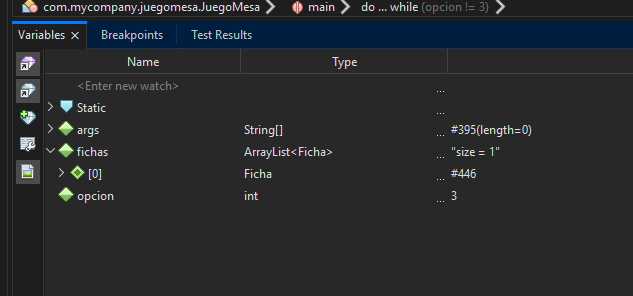 com.mycompany.juegomesa.JuegoMesa main do ... while (opcion != 3)
Variables Breakpoints Test Results
Name Type
<Enter new watch> ...
Static ...
args String[] ... #395(length=0)
fichas ArrayList<Ficha> ... "size = 1"
[0] Ficha ... #446
opcion int ... 3